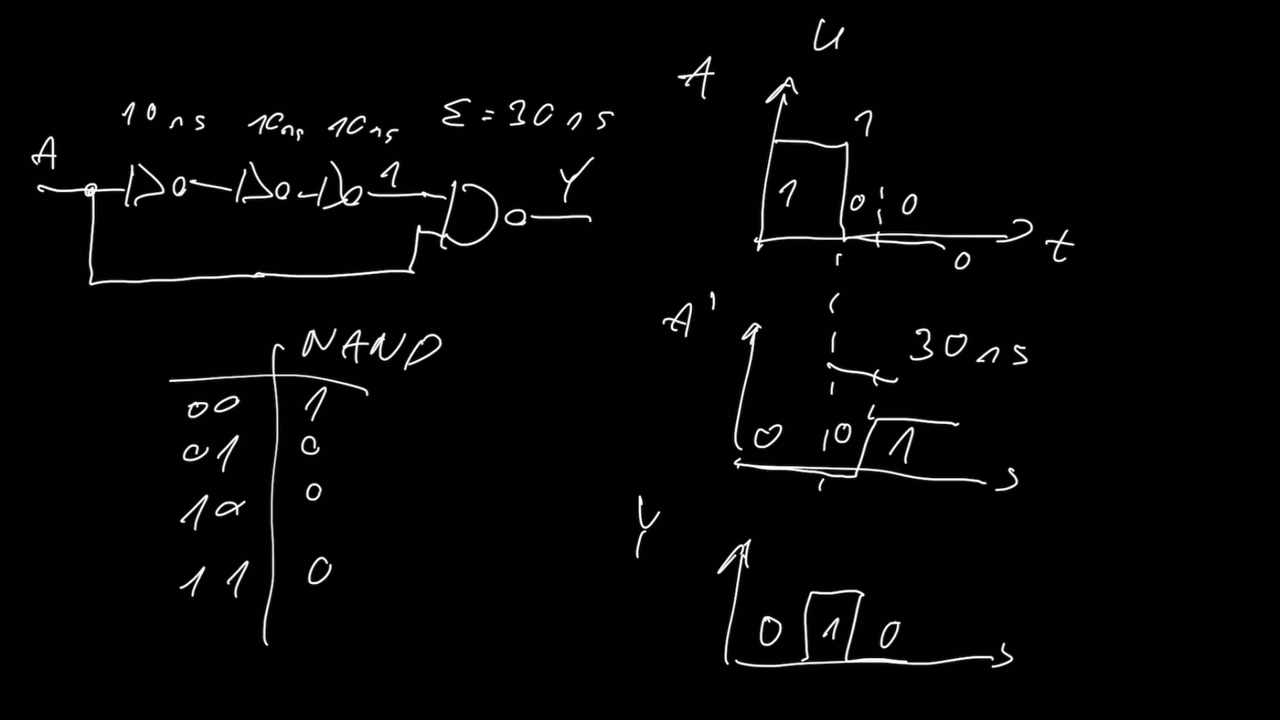 10ns 10ns 10ns Σ = 30ns
A 1 Y
NAND
00 1
01 0
10 0
11 0
U
A
1
1 0 0
0 t
A'
30ns
0 0 1
Y
0 1 0